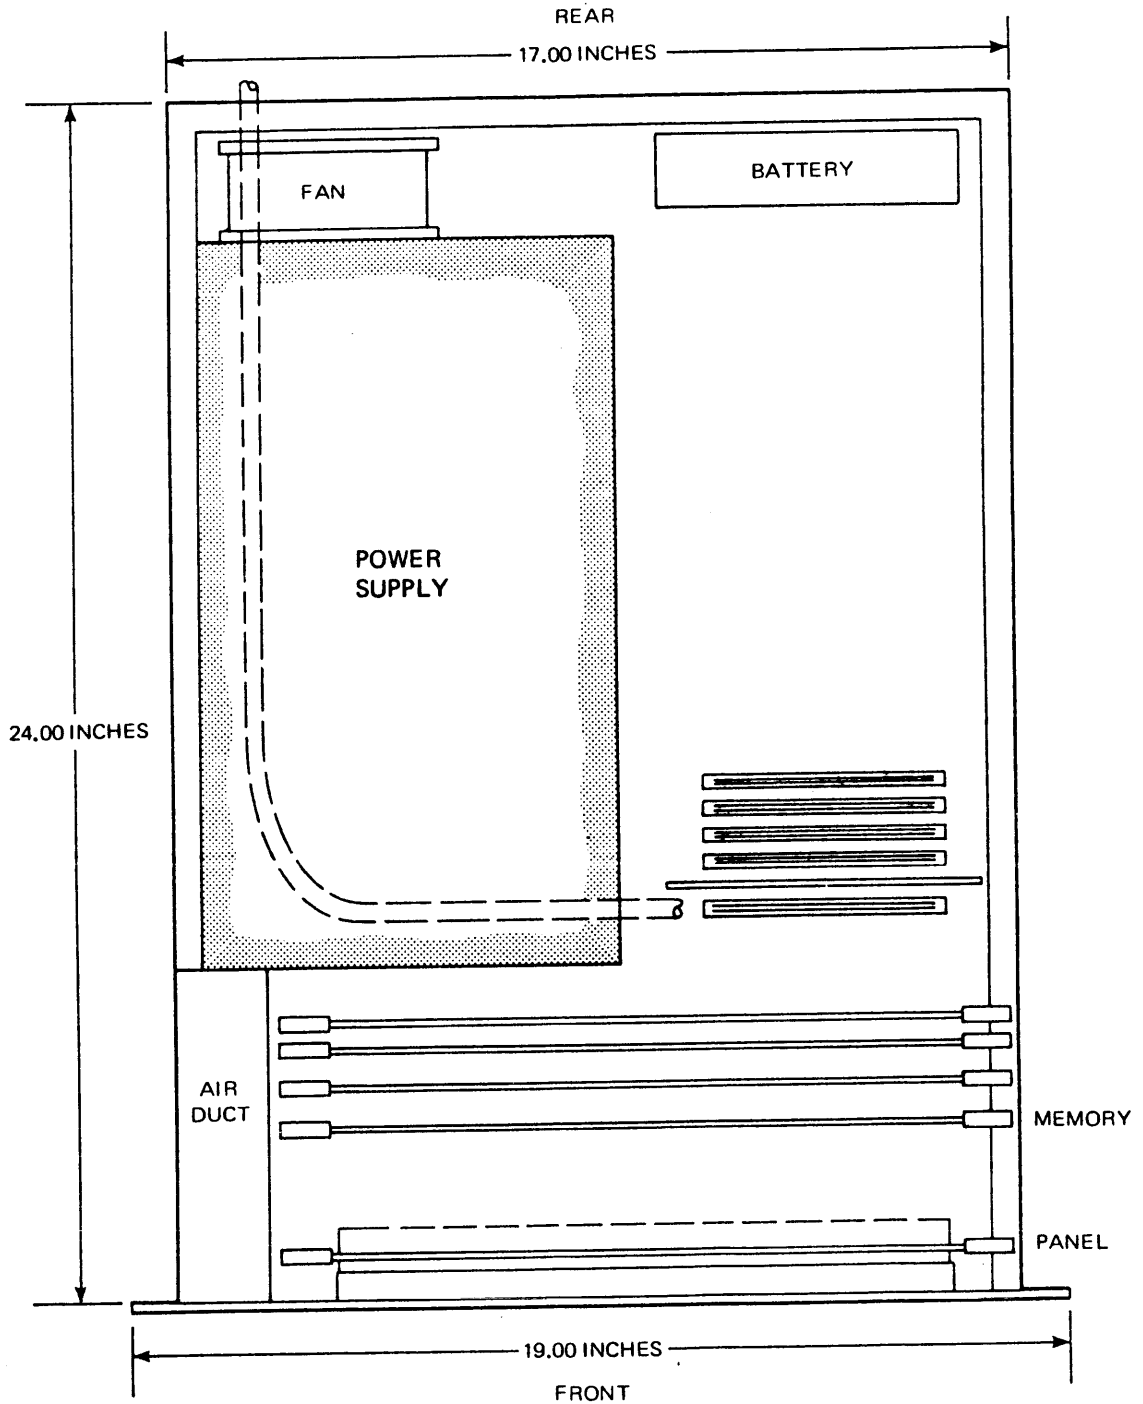 REAR
17.00 INCHES
FAN
BATTERY
POWER
SUPPLY
24.00 INCHES
AIR
DUCT
MEMORY
PANEL
19.00 INCHES
FRONT